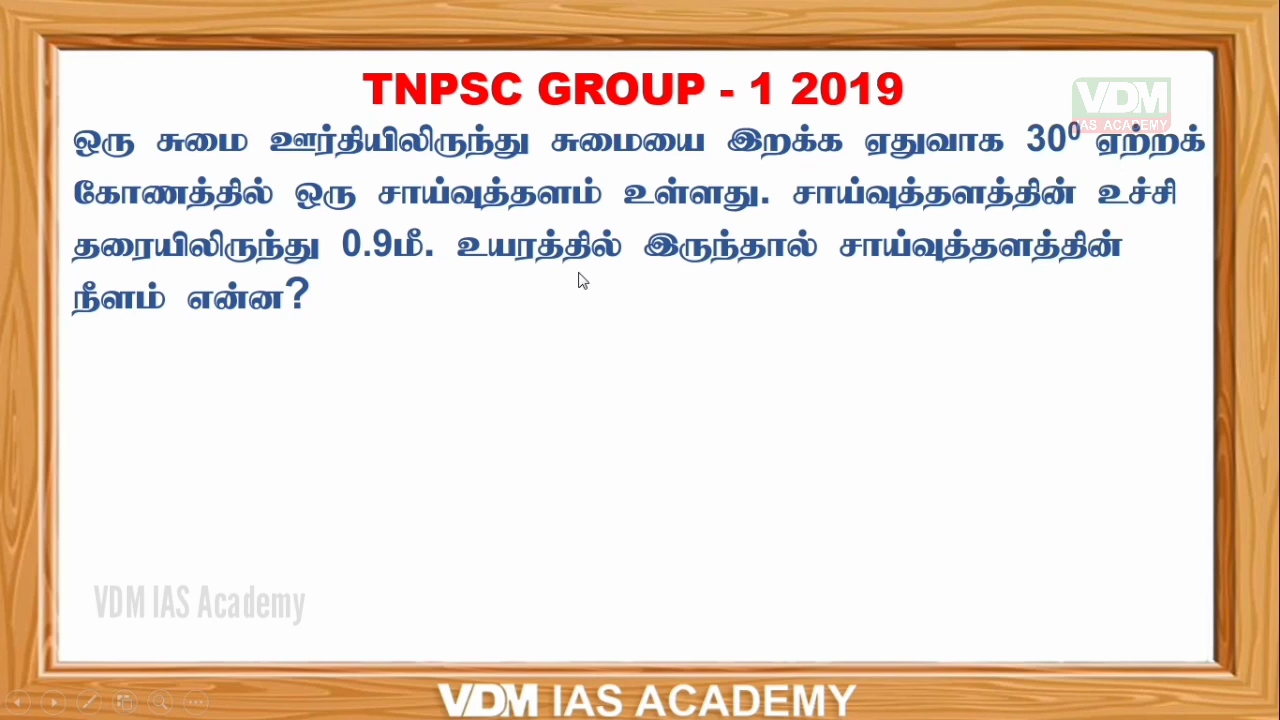 TNPSC GROUP - 1 2019
VDM
IAS ACADEMY
ஒரு சுமை ஊர்தியிலிருந்து சுமையை இறக்க ஏதுவாக 30⁰ ஏற்றக்
கோணத்தில் ஒரு சாய்வுத்தளம் உள்ளது. சாய்வுத்தளத்தின் உச்சி
தரையிலிருந்து 0.9மீ. உயரத்தில் இருந்தால் சாய்வுத்தளத்தின்
நீளம் என்ன?
VDM IAS Academy
VDM IAS ACADEMY